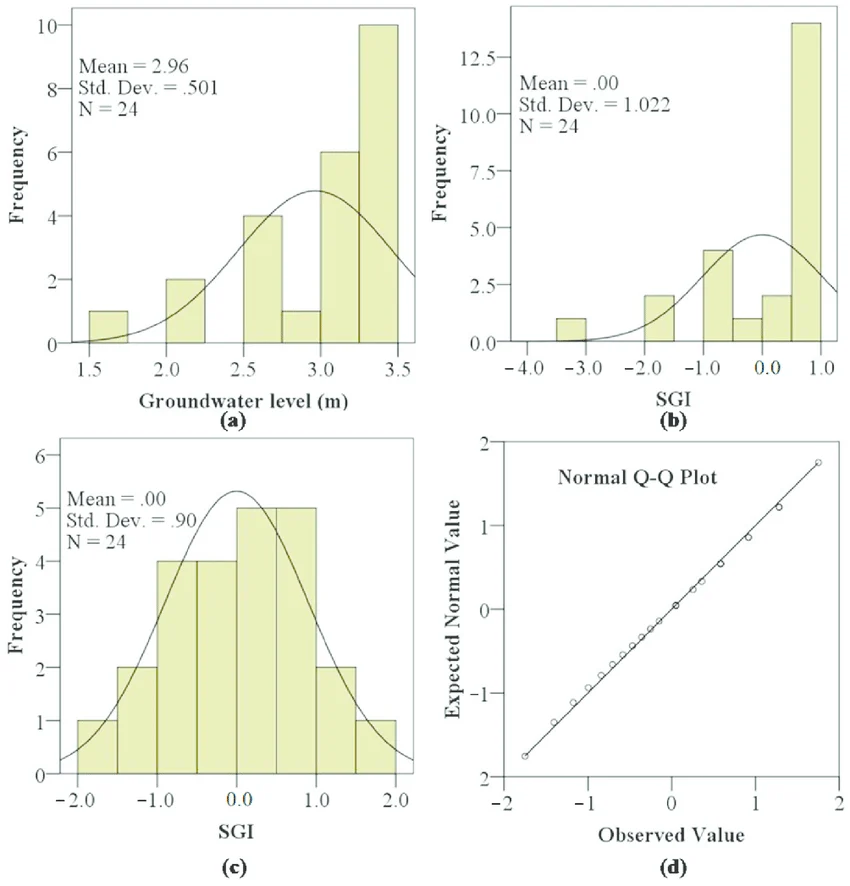 10
8
6
4
2
0
Frequency
Mean = 2.96
Std. Dev. = .501
N = 24
1.5 2.0 2.5 3.0 3.5
Groundwater level (m)
(a)
12.5
10.0
7.5
5.0
2.5
0.0
Frequency
Mean = .00
Std. Dev. = 1.022
N = 24
−4.0 −3.0 −2.0 −1.0 0.0 1.0
SGI
(b)
6
5
4
3
2
1
0
Frequency
Mean = .00
Std. Dev. = .90
N = 24
−2.0 −1.0 0.0 1.0 2.0
SGI
(c)
2
1
0
−1
2
Expected Normal Value
Normal Q-Q Plot
−2 −1 0 1 2
Observed Value
(d)